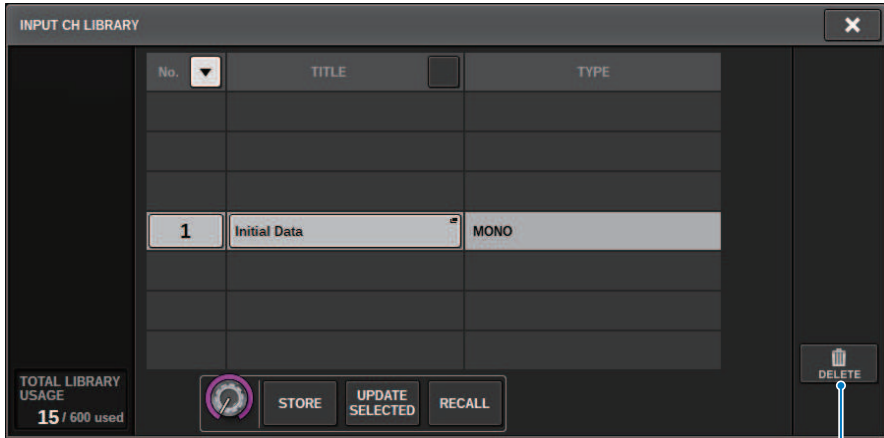 INPUT CH LIBRARY
No. TITLE TYPE
1 Initial Data MONO
TOTAL LIBRARY
USAGE
15 / 600 used
STORE
UPDATE
SELECTED
RECALL
DELETE